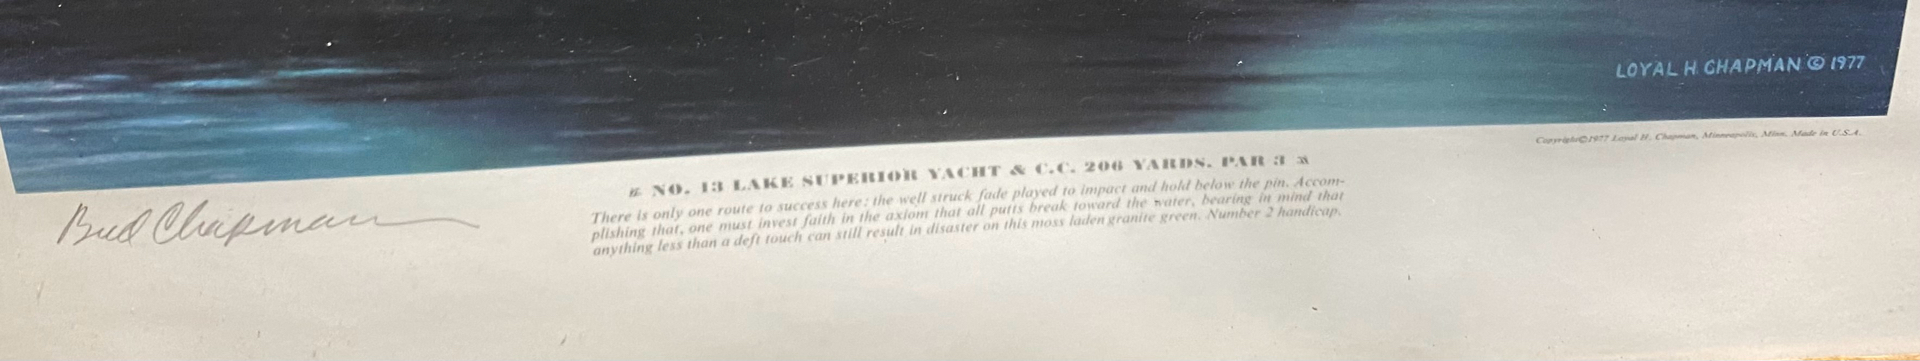 LOYAL H CHAPMAN © 1977
Copyright©1977 Loyal H. Chapman, Minneapolis, Minn. Made in U.S.A.
NO. 13 LAKE SUPERIOR YACHT & C.C. 206 YARDS. PAR 3
There is only one route to success here: the well struck fade played to impact and hold below the pin. Accom-
plishing that, one must invest faith in the axiom that all putts break toward the water, bearing in mind that
anything less than a deft touch can still result in disaster on this moss laden granite green. Number 2 handicap.
Bud Chapman